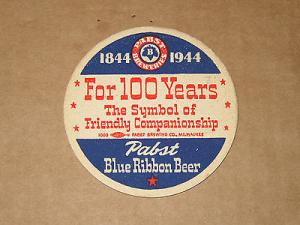 PABST
B
BREWERIES
1844 1944
For 100 Years
The Symbol of
Friendly Companionship
PABST BREWING CO., MILWAUKEE
Pabst
Blue Ribbon Beer